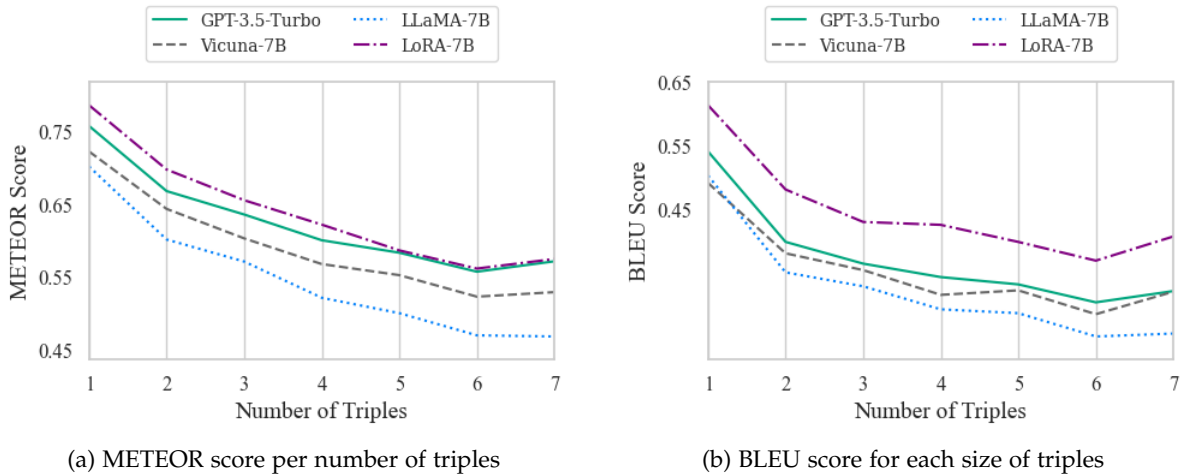 GPT-3.5-Turbo LLaMA-7B
Vicuna-7B LoRA-7B
METEOR Score
0.75
0.65
0.55
0.45
1 2 3 4 5 6 7
Number of Triples
(a) METEOR score per number of triples
GPT-3.5-Turbo LLaMA-7B
Vicuna-7B LoRA-7B
BLEU Score
0.65
0.55
0.45
1 2 3 4 5 6 7
Number of Triples
(b) BLEU score for each size of triples